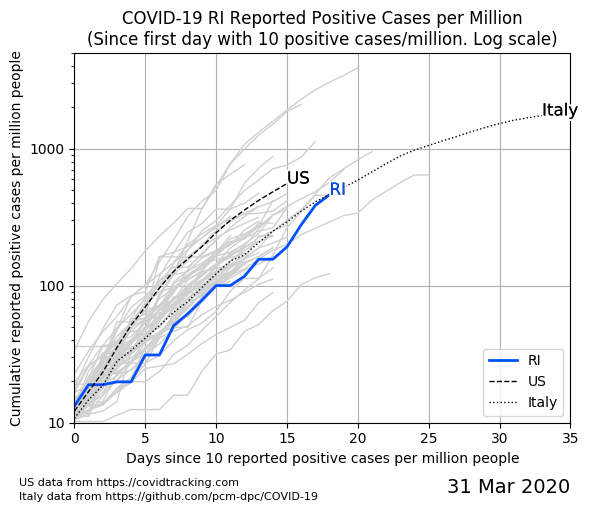 COVID-19 RI Reported Positive Cases per Million
(Since first day with 10 positive cases/million. Log scale)
Cumulative reported positive cases per million people
1000
100
10
Italy
US
RI
RI
US
Italy
0
5
10
15
20
25
30
35
Days since 10 reported positive cases per million people
US data from https://covidtracking.com
Italy data from https://github.com/pcm-dpc/COVID-19
31 Mar 2020